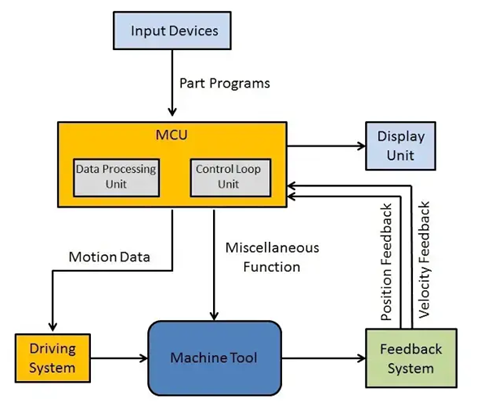 Input Devices
Part Programs
MCU
Data Processing
Unit
Control Loop
Unit
Display
Unit
Motion Data
Miscellaneous
Function
Position Feedback
Velocity Feedback
Driving
System
Machine Tool
Feedback
System